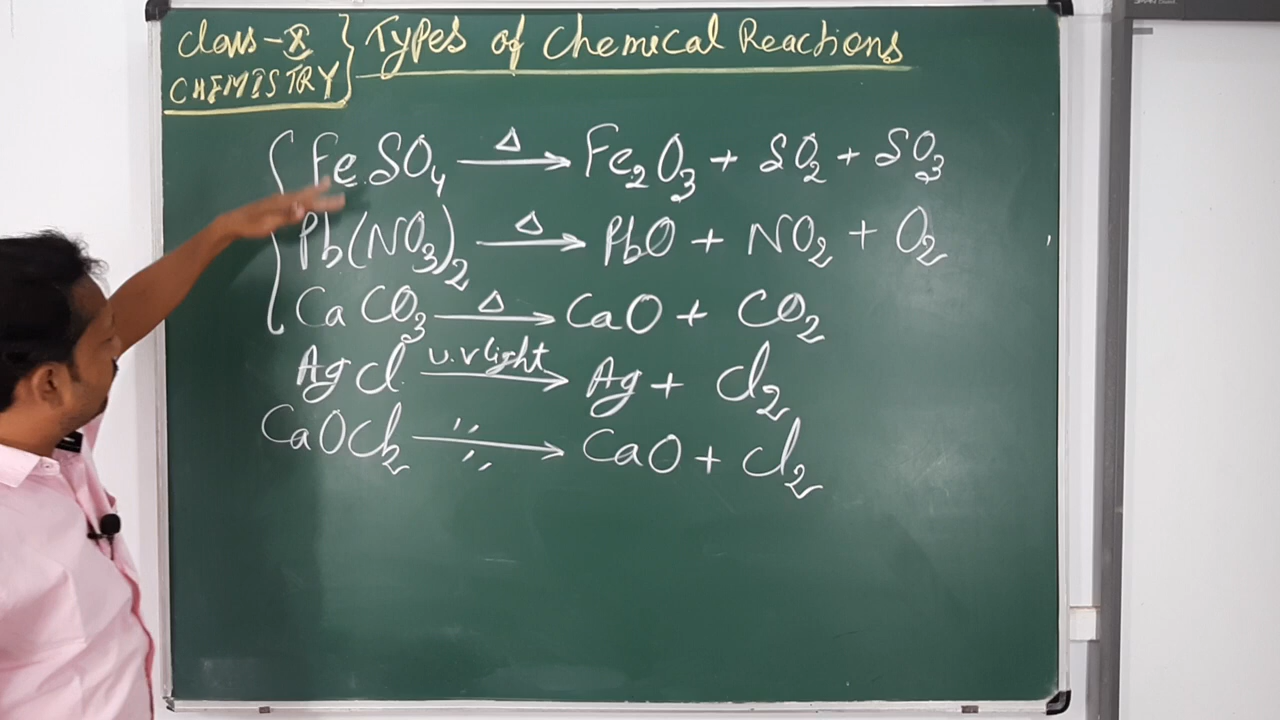 Class-X } Types of Chemical Reactions
CHEMISTRY
FeSO₄ —Δ→ Fe₂O₃ + SO₂ + SO₃
Pb(NO₃)₂ —Δ→ PbO + NO₂ + O₂
CaCO₃ —Δ→ CaO + CO₂
AgCl —u.v light→ Ag + Cl₂
CaOCl₂ —〃→ CaO + Cl₂